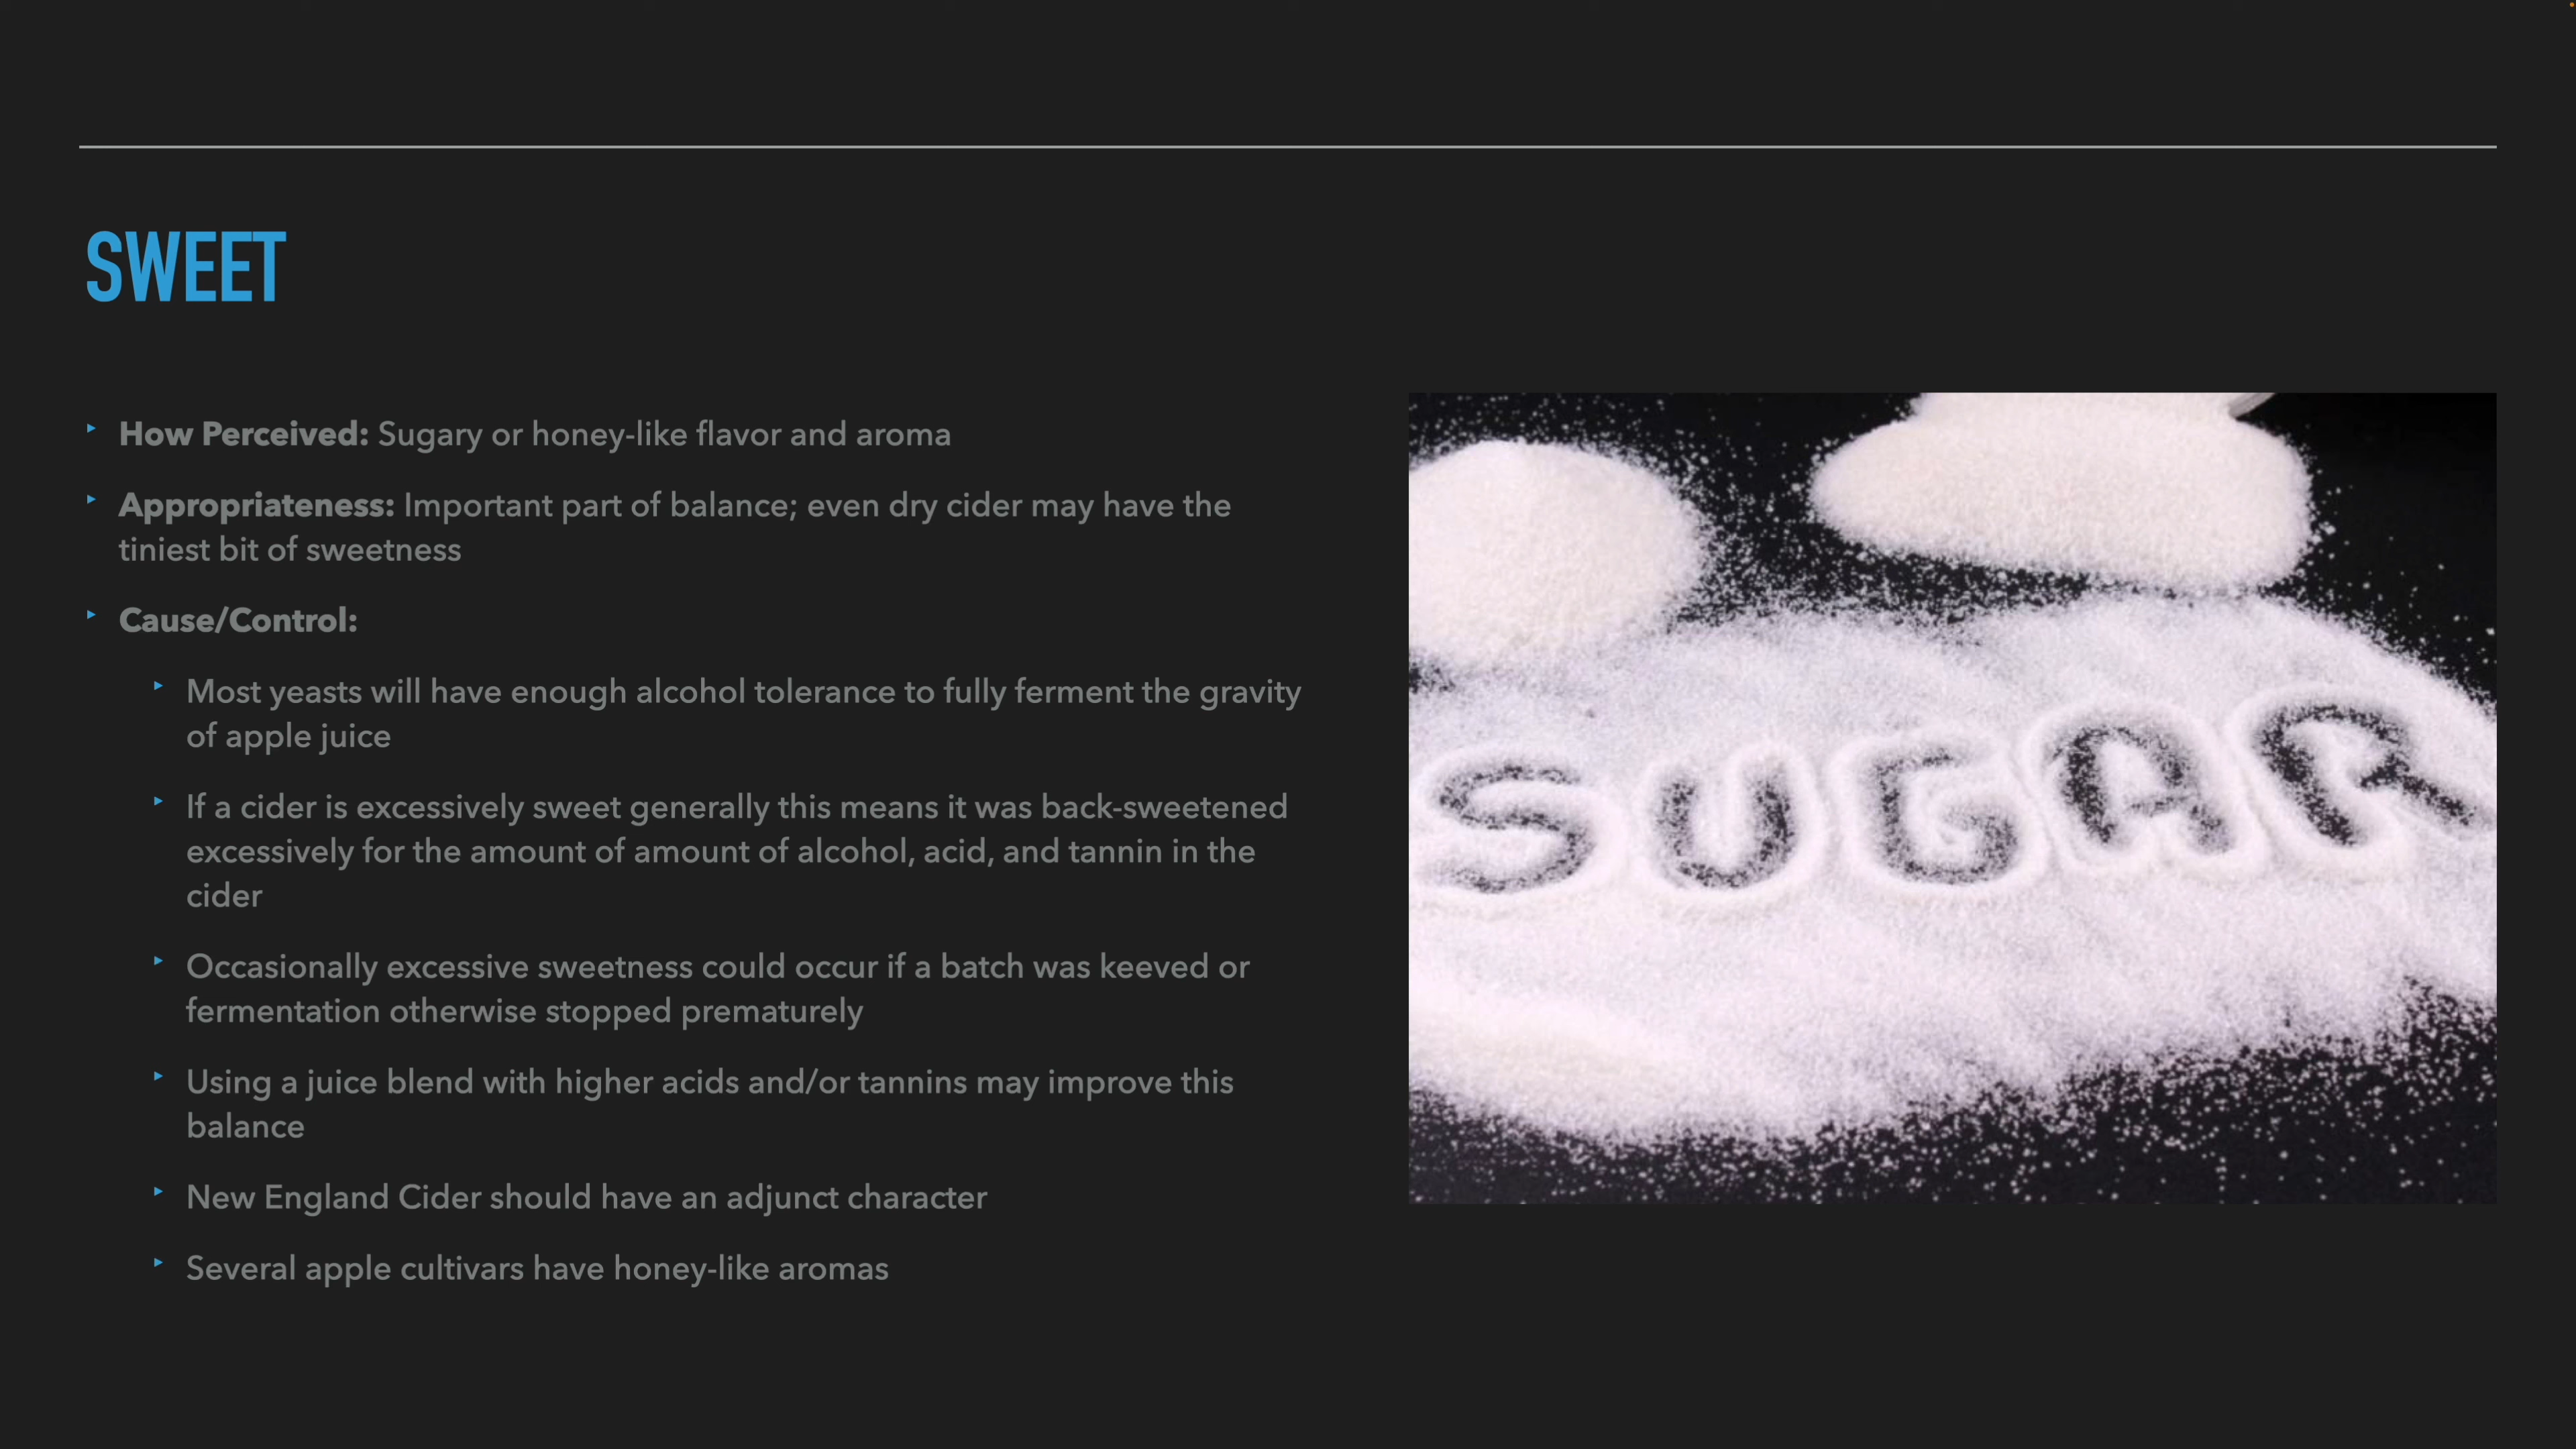 SWEET
How Perceived: Sugary or honey-like flavor and aroma
Appropriateness: Important part of balance; even dry cider may have the
tiniest bit of sweetness
Cause/Control:
Most yeasts will have enough alcohol tolerance to fully ferment the gravity
of apple juice
If a cider is excessively sweet generally this means it was back-sweetened
excessively for the amount of amount of alcohol, acid, and tannin in the
cider
Occasionally excessive sweetness could occur if a batch was keeved or
fermentation otherwise stopped prematurely
Using a juice blend with higher acids and/or tannins may improve this
balance
New England Cider should have an adjunct character
Several apple cultivars have honey-like aromas
SUGAR